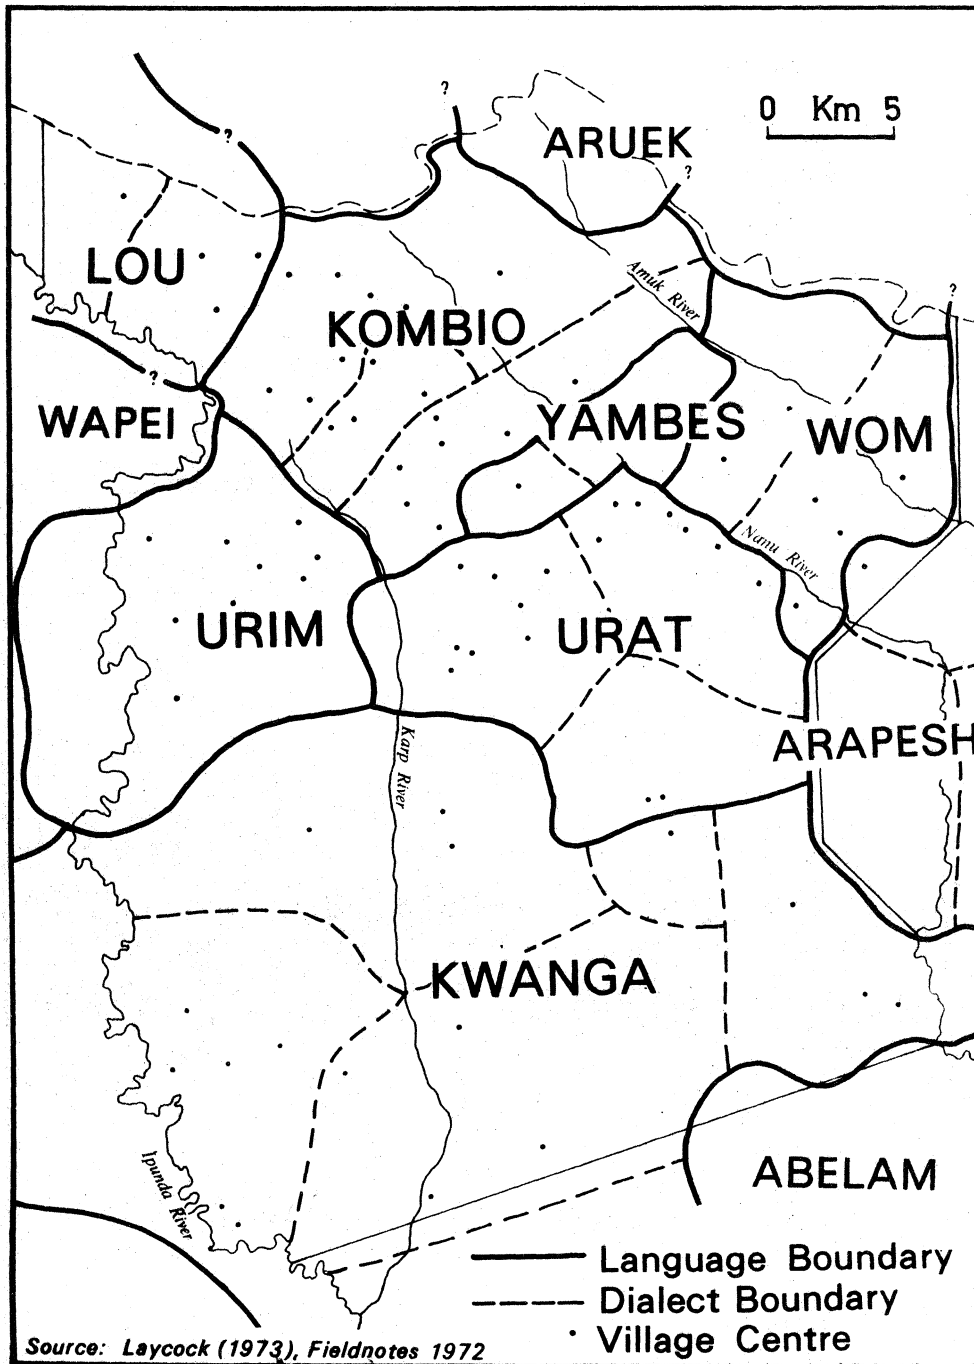 ?
0 Km 5
?
ARUEK
?
LOU
Amuk River
?
KOMBIO
?
WAPEI
YAMBES
WOM
Nanu River
URIM
URAT
ARAPESH
Karp River
KWANGA
Ipunda River
ABELAM
Language Boundary
Dialect Boundary
Village Centre
Source: Laycock (1973), Fieldnotes 1972